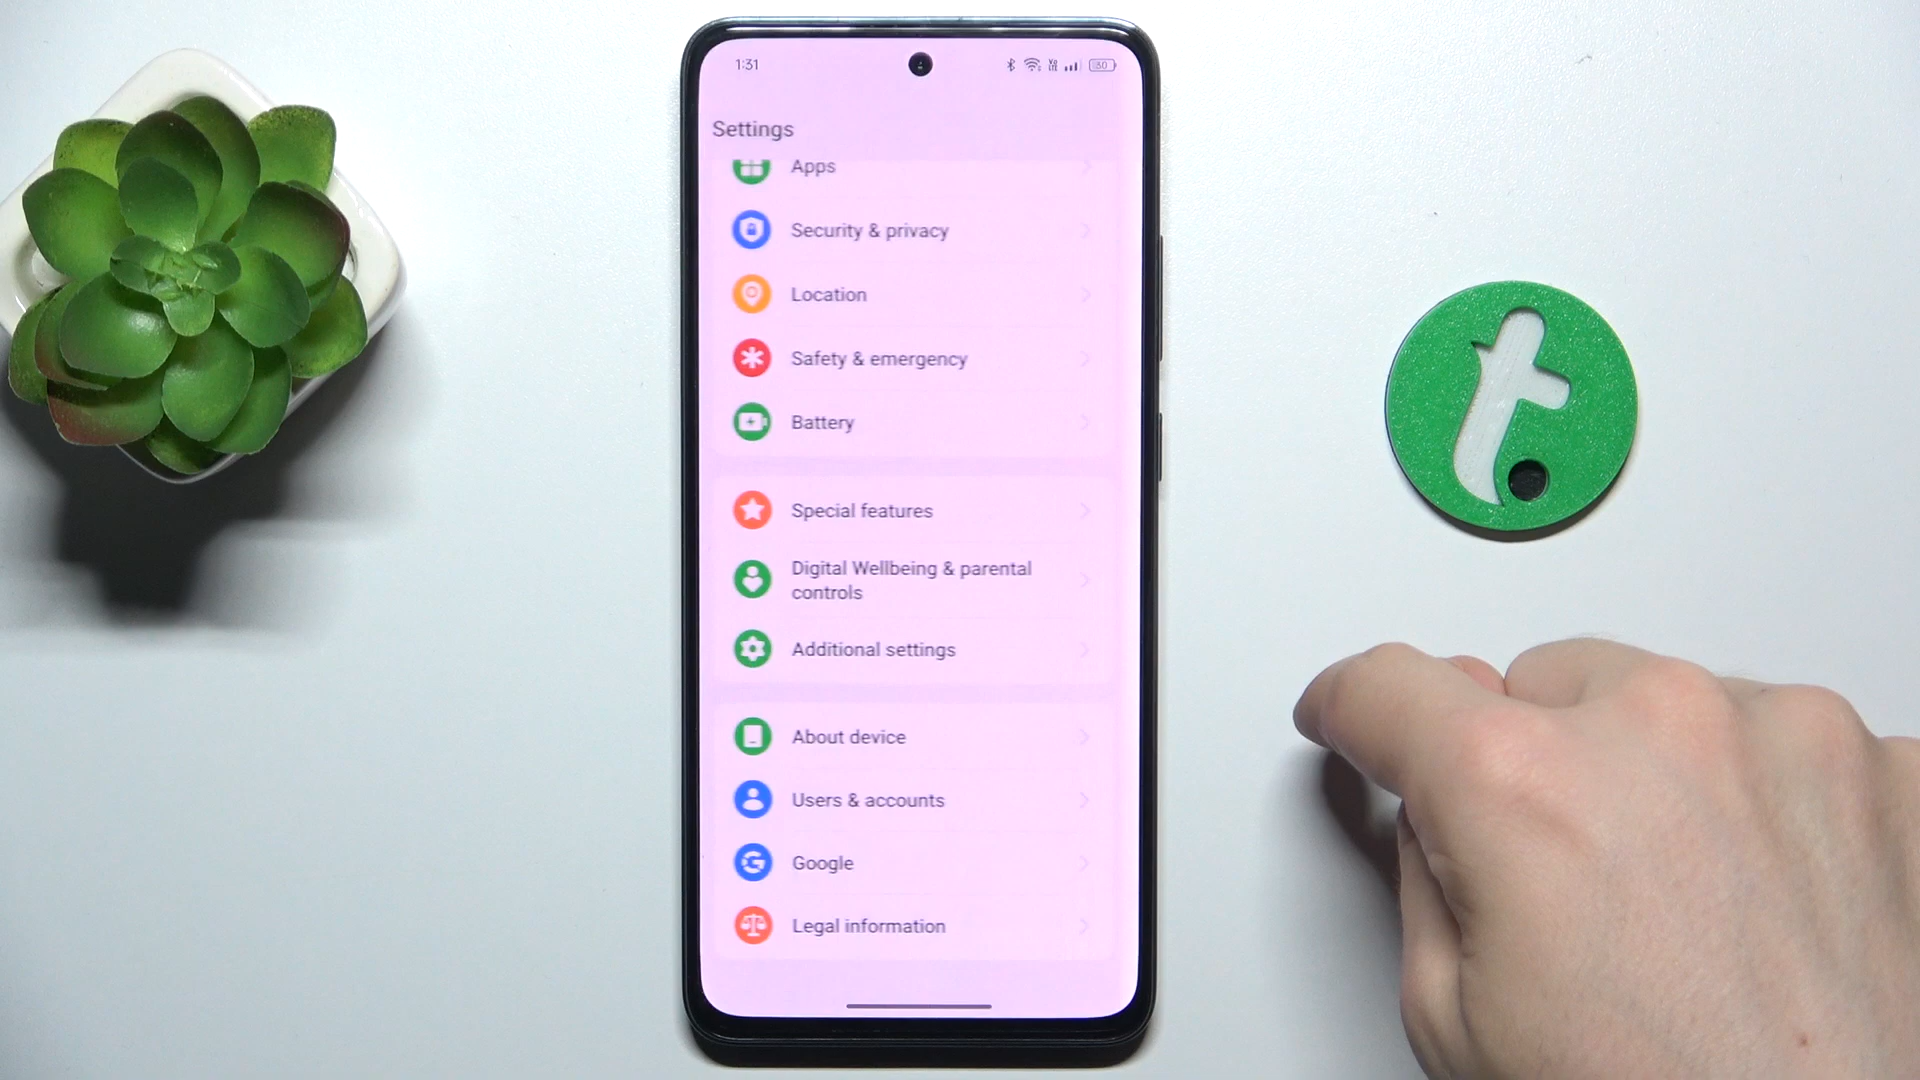 1:31
30
Settings
Apps
Security & privacy
Location
Safety & emergency
Battery
Special features
Digital Wellbeing & parental
controls
Additional settings
About device
Users & accounts
Google
Legal information
t.